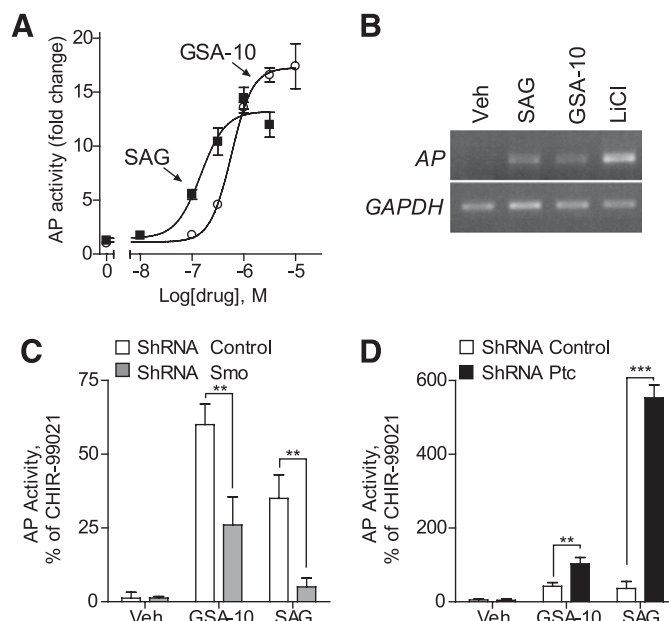 A
AP activity (fold change)
20
15
10
5
0
GSA-10
SAG
0
-8
-7
-6
-5
Log[drug], M
B
Veh
SAG
GSA-10
LiCl
AP
GAPDH
C
ShRNA Control
ShRNA Smo
AP Activity,
% of CHIR-99021
75
50
25
0
**
**
Veh
GSA-10
SAG
D
ShRNA Control
ShRNA Ptc
AP Activity,
% of CHIR-99021
600
400
200
0
**
***
Veh
GSA-10
SAG